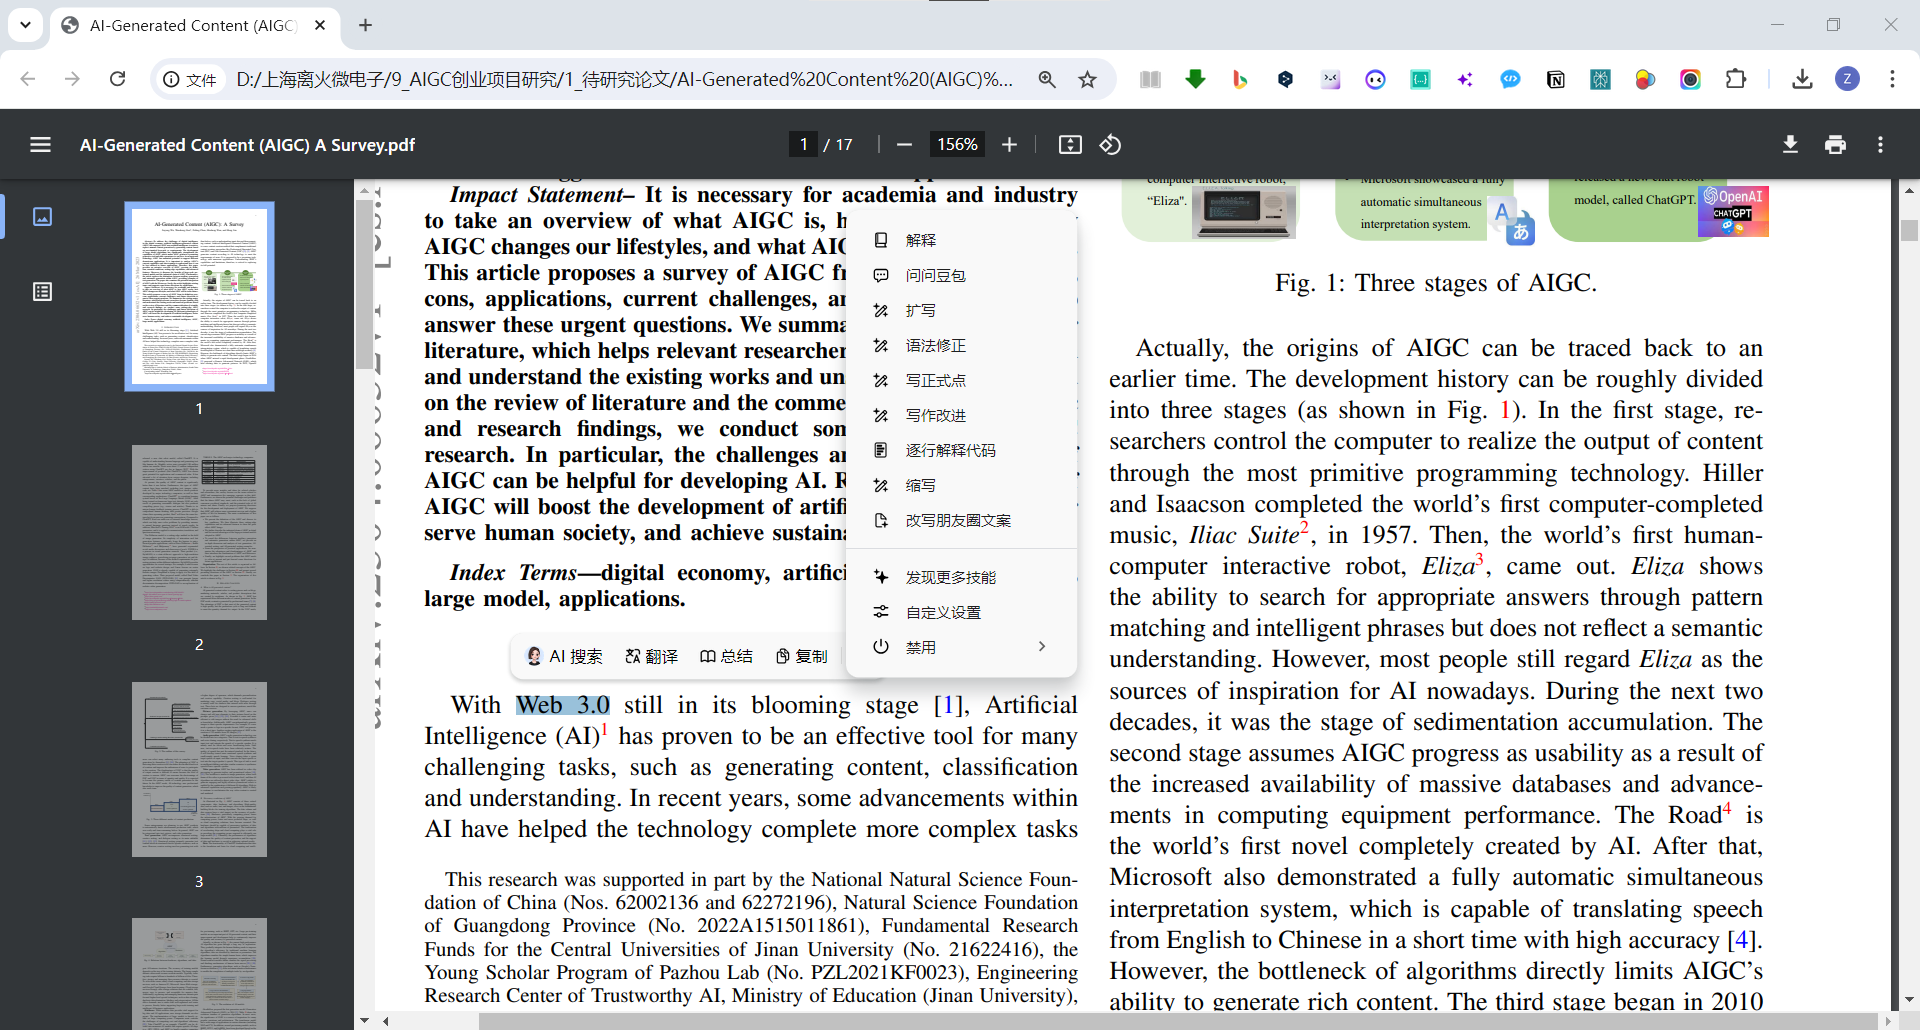 AI-Generated Content (AIGC)
文件
D:/上海离火微电子/9_AIGC创业项目研究/1_待研究论文/AI-Generated%20Content%20(AIGC)%...
Z
AI-Generated Content (AIGC) A Survey.pdf
1 / 17
156%
1
2
3
Impact Statement– It is necessary for academia and industry
to take an overview of what AIGC is, h
AIGC changes our lifestyles, and what AIG
This article proposes a survey of AIGC fr
cons, applications, current challenges, an
answer these urgent questions. We summa
literature, which helps relevant researcher
and understand the existing works and un
on the review of literature and the comme
and research findings, we conduct son
research. In particular, the challenges an
AIGC can be helpful for developing AI. F
AIGC will boost the development of artifi
serve human society, and achieve sustaina
Index Terms—digital economy, artifici
large model, applications.
解释
问问豆包
扩写
语法修正
写正式点
写作改进
逐行解释代码
缩写
改写朋友圈文案
发现更多技能
自定义设置
禁用
AI 搜索 翻译 总结 复制
With Web 3.0 still in its blooming stage [1], Artificial
Intelligence (AI)1 has proven to be an effective tool for many
challenging tasks, such as generating content, classification
and understanding. In recent years, some advancements within
AI have helped the technology complete more complex tasks
This research was supported in part by the National Natural Science Foun-
dation of China (Nos. 62002136 and 62272196), Natural Science Foundation
of Guangdong Province (No. 2022A1515011861), Fundamental Research
Funds for the Central Universities of Jinan University (No. 21622416), the
Young Scholar Program of Pazhou Lab (No. PZL2021KF0023), Engineering
Research Center of Trustworthy AI, Ministry of Education (Jinan University),
computer interactive robot,
"Eliza".
Microsoft showcased a fully
automatic simultaneous
interpretation system.
released a new chat robot
model, called ChatGPT.
OpenAI
CHATGPT
Fig. 1: Three stages of AIGC.
Actually, the origins of AIGC can be traced back to an
earlier time. The development history can be roughly divided
into three stages (as shown in Fig. 1). In the first stage, re-
searchers control the computer to realize the output of content
through the most primitive programming technology. Hiller
and Isaacson completed the world's first computer-completed
music, Iliac Suite2, in 1957. Then, the world's first human-
computer interactive robot, Eliza3, came out. Eliza shows
the ability to search for appropriate answers through pattern
matching and intelligent phrases but does not reflect a semantic
understanding. However, most people still regard Eliza as the
sources of inspiration for AI nowadays. During the next two
decades, it was the stage of sedimentation accumulation. The
second stage assumes AIGC progress as usability as a result of
the increased availability of massive databases and advance-
ments in computing equipment performance. The Road4 is
the world's first novel completely created by AI. After that,
Microsoft also demonstrated a fully automatic simultaneous
interpretation system, which is capable of translating speech
from English to Chinese in a short time with high accuracy [4].
However, the bottleneck of algorithms directly limits AIGC's
ability to generate rich content. The third stage began in 2010